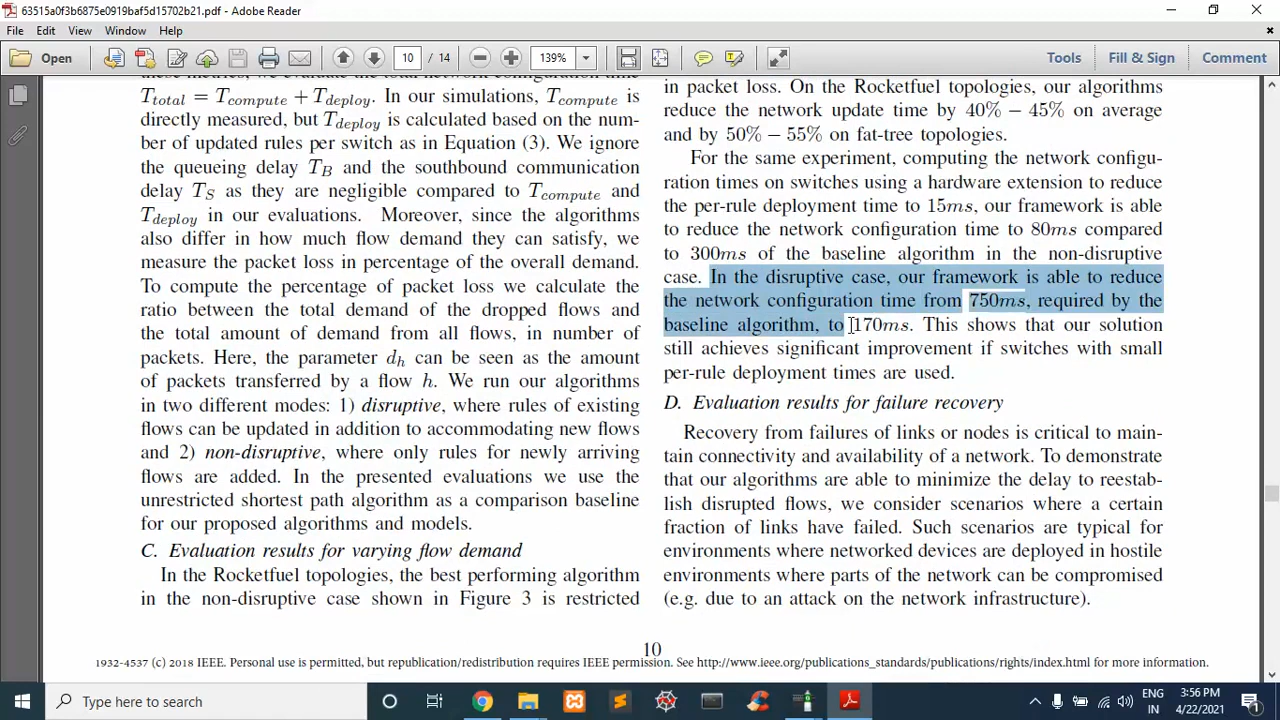 63515a0f3b6875e0919baf5d15702b21.pdf - Adobe Reader
File Edit View Window Help
Open 10 / 14 139% Tools Fill & Sign Comment
T_total = T_compute + T_deploy. In our simulations, T_compute is
directly measured, but T_deploy is calculated based on the num-
ber of updated rules per switch as in Equation (3). We ignore
the queueing delay T_B and the southbound communication
delay T_S as they are negligible compared to T_compute and
T_deploy in our evaluations. Moreover, since the algorithms
also differ in how much flow demand they can satisfy, we
measure the packet loss in percentage of the overall demand.
To compute the percentage of packet loss we calculate the
ratio between the total demand of the dropped flows and
the total amount of demand from all flows, in number of
packets. Here, the parameter d_h can be seen as the amount
of packets transferred by a flow h. We run our algorithms
in two different modes: 1) disruptive, where rules of existing
flows can be updated in addition to accommodating new flows
and 2) non-disruptive, where only rules for newly arriving
flows are added. In the presented evaluations we use the
unrestricted shortest path algorithm as a comparison baseline
for our proposed algorithms and models.
C. Evaluation results for varying flow demand
In the Rocketfuel topologies, the best performing algorithm
in the non-disruptive case shown in Figure 3 is restricted
in packet loss. On the Rocketfuel topologies, our algorithms
reduce the network update time by 40% − 45% on average
and by 50% − 55% on fat-tree topologies.
For the same experiment, computing the network configu-
ration times on switches using a hardware extension to reduce
the per-rule deployment time to 15ms, our framework is able
to reduce the network configuration time to 80ms compared
to 300ms of the baseline algorithm in the non-disruptive
case. In the disruptive case, our framework is able to reduce
the network configuration time from 750ms, required by the
baseline algorithm, to 170ms. This shows that our solution
still achieves significant improvement if switches with small
per-rule deployment times are used.
D. Evaluation results for failure recovery
Recovery from failures of links or nodes is critical to main-
tain connectivity and availability of a network. To demonstrate
that our algorithms are able to minimize the delay to reestab-
lish disrupted flows, we consider scenarios where a certain
fraction of links have failed. Such scenarios are typical for
environments where networked devices are deployed in hostile
environments where parts of the network can be compromised
(e.g. due to an attack on the network infrastructure).
10
1932-4537 (c) 2018 IEEE. Personal use is permitted, but republication/redistribution requires IEEE permission. See http://www.ieee.org/publications_standards/publications/rights/index.html for more information.
Type here to search
ENG
IN
3:56 PM
4/22/2021